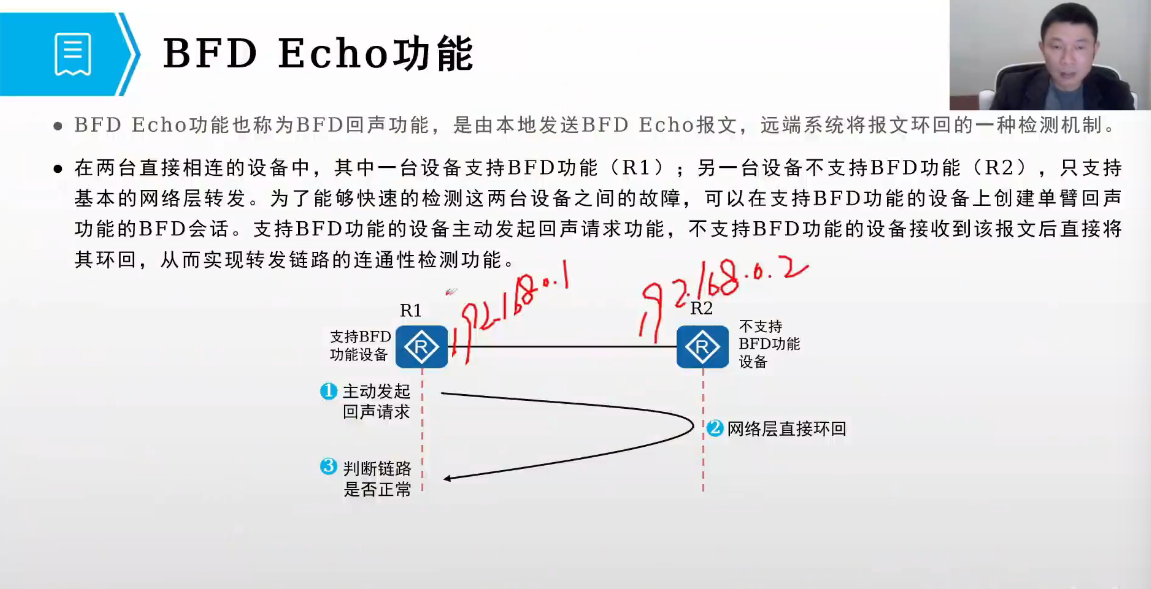 BFD Echo功能
● BFD Echo功能也称为BFD回声功能，是由本地发送BFD Echo报文，远端系统将报文环回的一种检测机制。
● 在两台直接相连的设备中，其中一台设备支持BFD功能（R1）；另一台设备不支持BFD功能（R2），只支持
基本的网络层转发。为了能够快速的检测这两台设备之间的故障，可以在支持BFD功能的设备上创建单臂回声
功能的BFD会话。支持BFD功能的设备主动发起回声请求功能，不支持BFD功能的设备接收到该报文后直接将
其环回，从而实现转发链路的连通性检测功能。
192.168.0.1
192.168.0.2
R1
R2
支持BFD
功能设备
R
R
不支持
BFD功能
设备
1 主动发起
回声请求
2 网络层直接环回
3 判断链路
是否正常